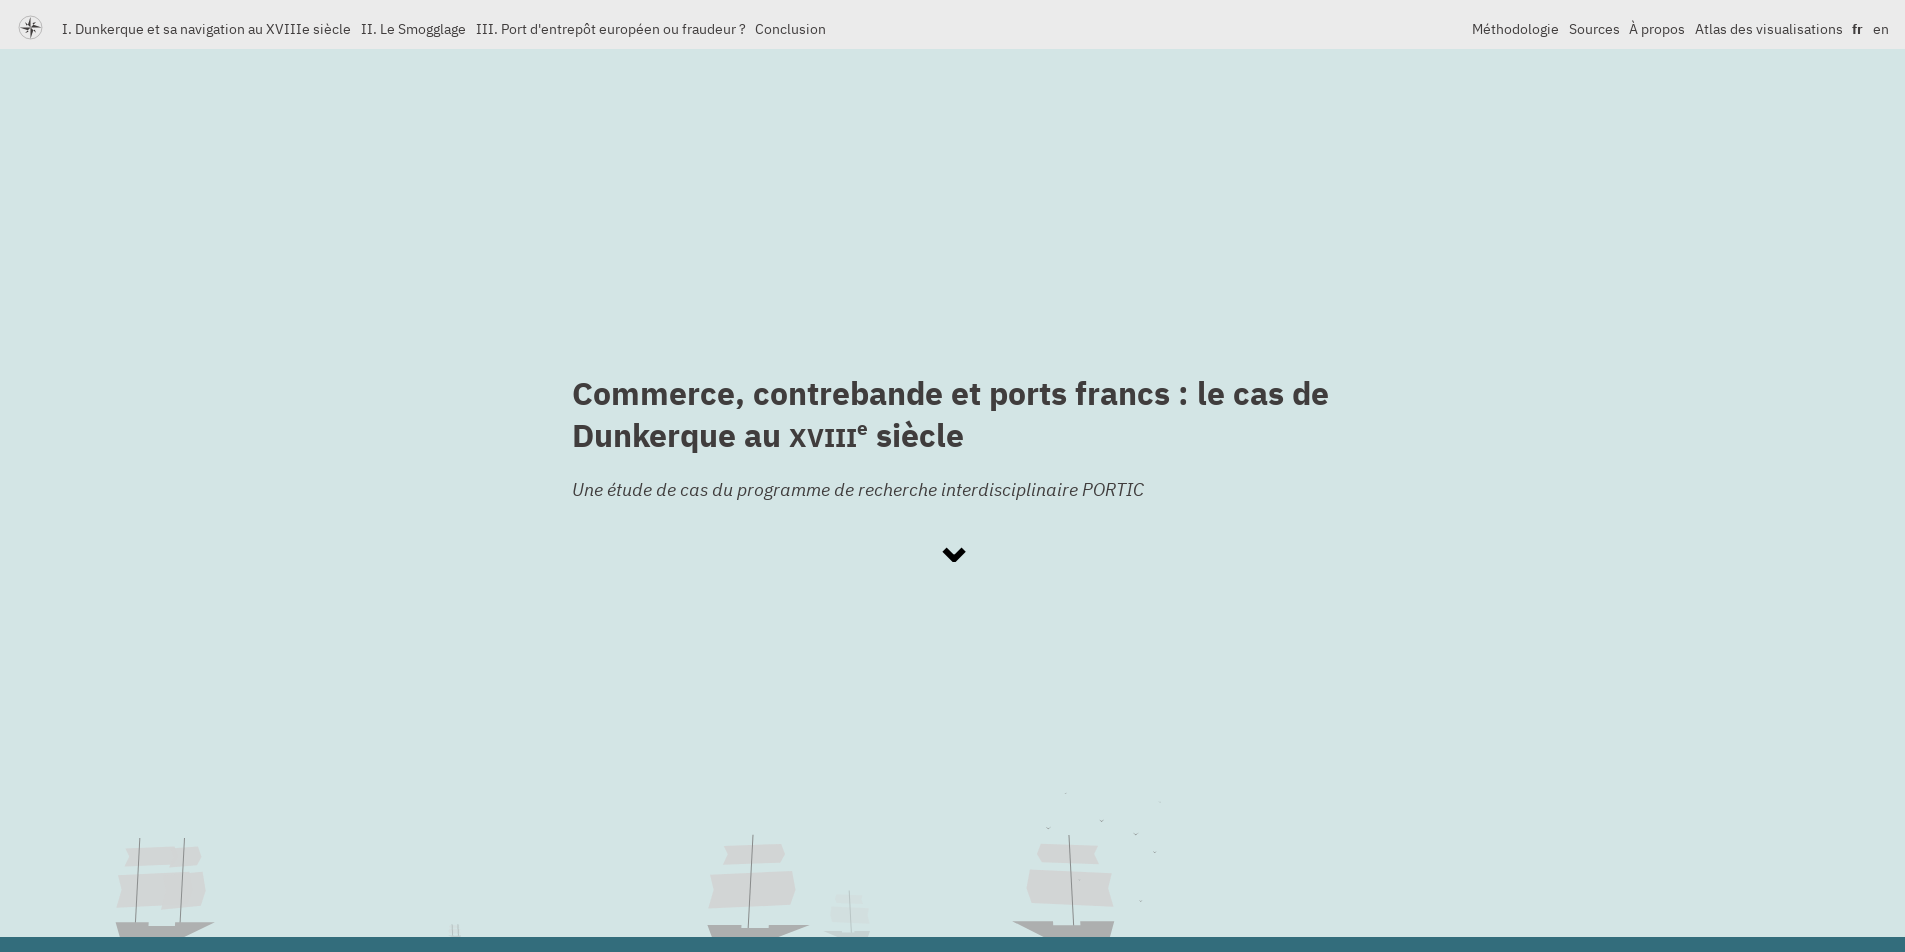 I. Dunkerque et sa navigation au XVIIIe siècle II. Le Smogglage III. Port d'entrepôt européen ou fraudeur ? Conclusion Méthodologie Sources À propos Atlas des visualisations fr en
Commerce, contrebande et ports francs : le cas de
Dunkerque au XVIIIe siècle
Une étude de cas du programme de recherche interdisciplinaire PORTIC